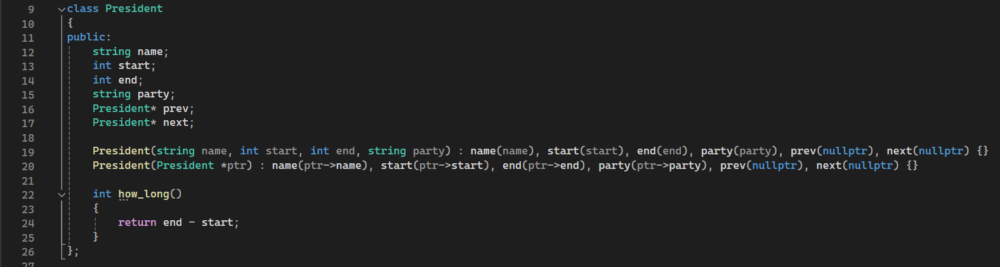 9 class President
10 {
11 public:
12 string name;
13 int start;
14 int end;
15 string party;
16 President* prev;
17 President* next;
18
19 President(string name, int start, int end, string party) : name(name), start(start), end(end), party(party), prev(nullptr), next(nullptr) {}
20 President(President *ptr) : name(ptr->name), start(ptr->start), end(ptr->end), party(ptr->party), prev(nullptr), next(nullptr) {}
21
22 int how_long()
23 {
24 return end - start;
25 }
26 };
27